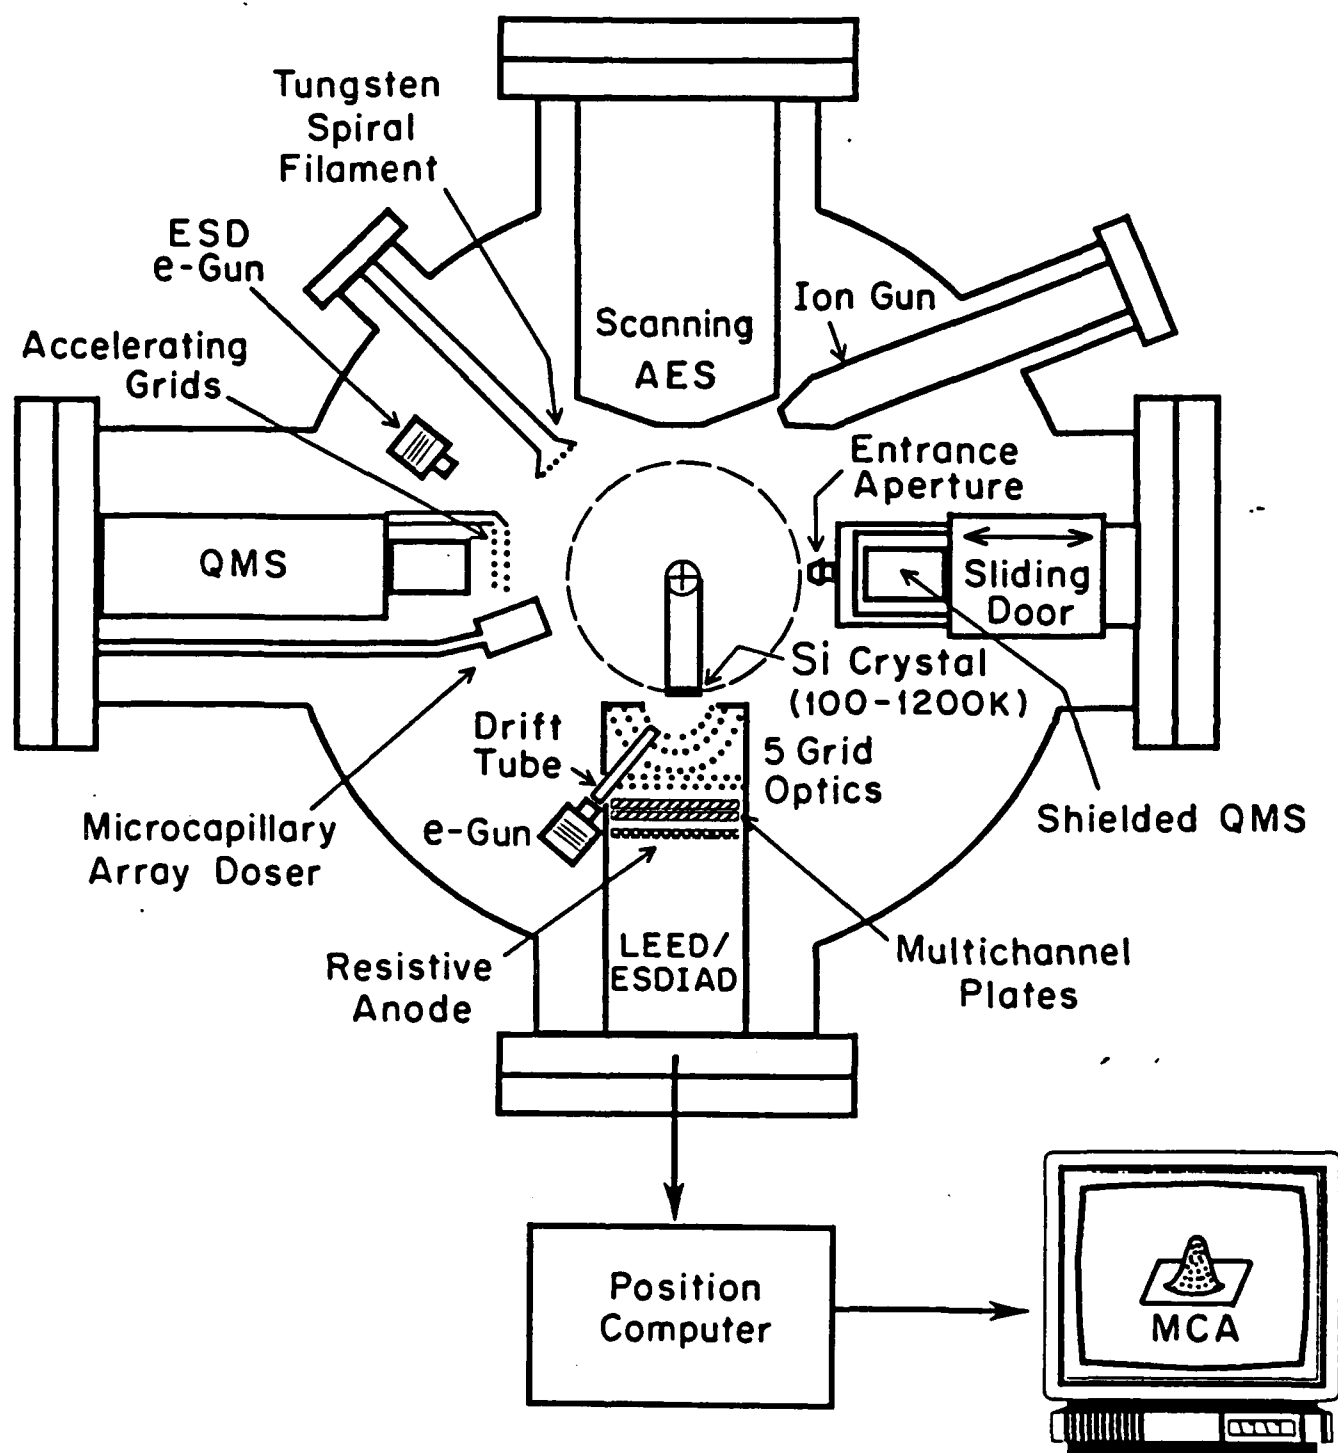 Tungsten
Spiral
Filament
ESD
e-Gun
Accelerating
Grids
Scanning
AES
Ion Gun
Entrance
Aperture
QMS
Sliding
Door
Si Crystal
(100-1200K)
Drift
Tube
5 Grid
Optics
e-Gun
Shielded QMS
Microcapillary
Array Doser
Resistive
Anode
LEED/
ESDIAD
Multichannel
Plates
Position
Computer
MCA